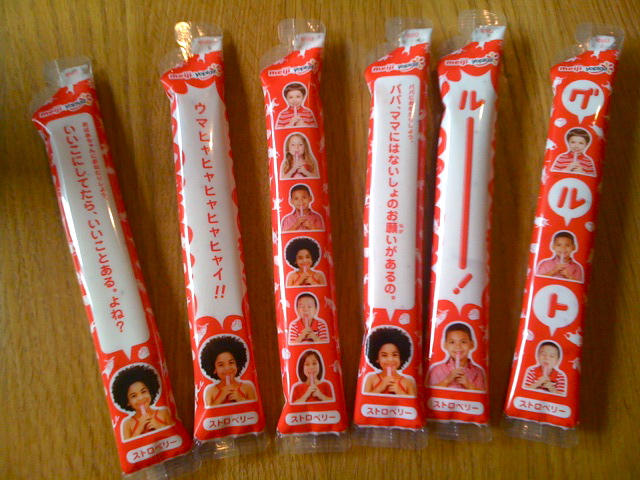 meiji
いいこにしてたら、いいことある。よね?
ストロベリー
meiji
ウマヒャヒャヒャヒャヒャヒャイ!!
ストロベリー
meiji
ストロベリー
meiji
パパ、ママにはないしょのお願いがあるの。
ストロベリー
meiji
ルーーー!
ストロベリー
meiji
グルト
ストロベリー